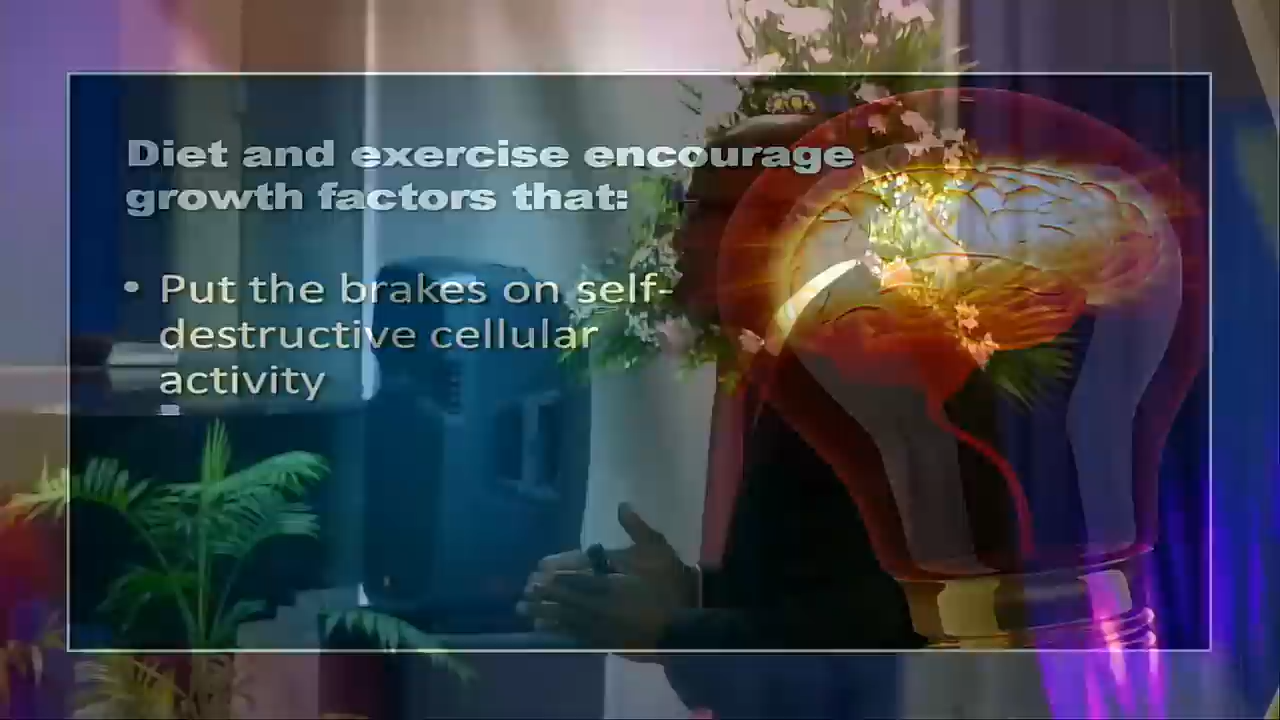 Diet and exercise encourage
growth factors that:
• Put the brakes on self-
destructive cellular
activity